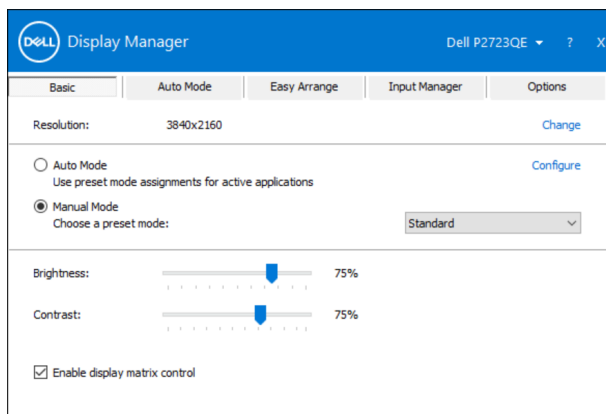 DELL Display Manager Dell P2723QE ? X
Basic Auto Mode Easy Arrange Input Manager Options
Resolution: 3840x2160 Change
Auto Mode Configure
Use preset mode assignments for active applications
Manual Mode
Choose a preset mode: Standard
Brightness: 75%
Contrast: 75%
Enable display matrix control